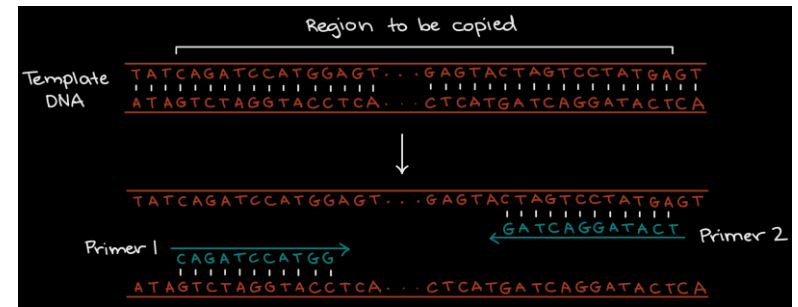 Region to be copied
Template DNA
TATCAGATCCATGGAGT...GAGTACTAGTCCTATGAGT
ATAGTCTAGGTACCTCA...CTCATGATCAGGATACTCA
TATCAGATCCATGGAGT...GAGTACTAGTCCTATGAGT
GATCAGGATACT
Primer 2
Primer 1
CAGATCCATGG
ATAGTCTAGGTACCTCA...CTCATGATCAGGATACTCA